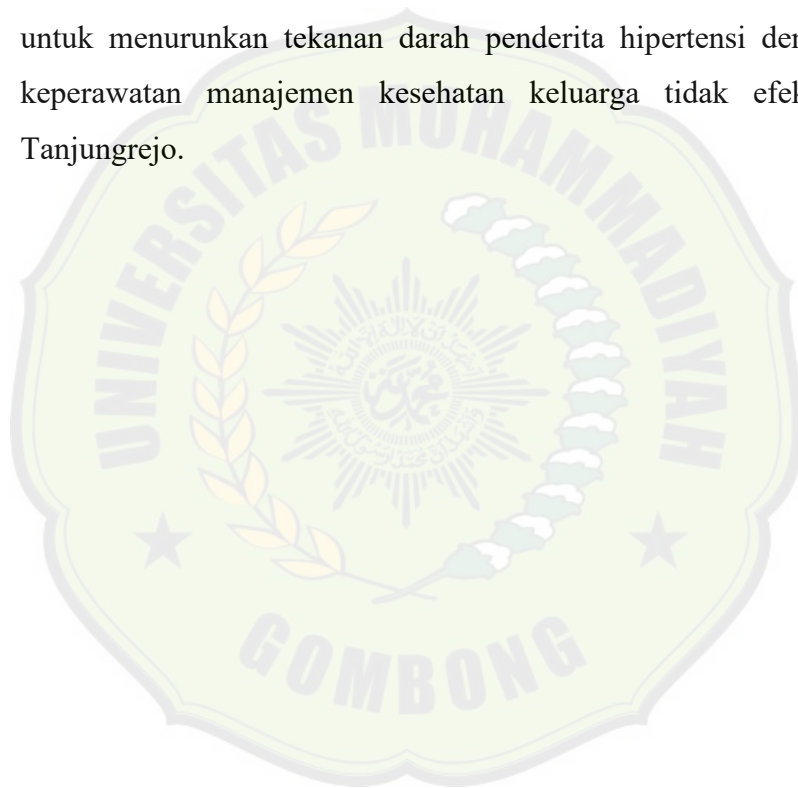 untuk menurunkan tekanan darah penderita hipertensi
keperawatan manajemen kesehatan keluarga tidak
Tanjungrejo.
UNIVERSITAS MUHAMMADIYAH
GOMBONG